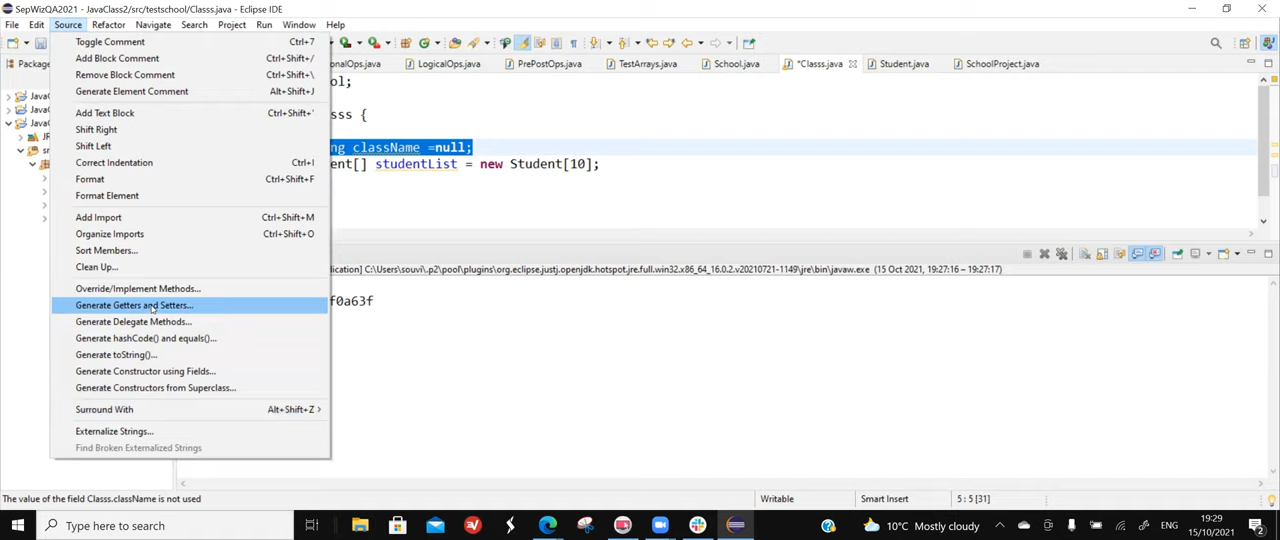 SepWizQA2021 - JavaClass2/src/testschool/Classs.java - Eclipse IDE
File Edit Source Refactor Navigate Search Project Run Window Help
Toggle Comment Ctrl+7
Add Block Comment Ctrl+Shift+/
Remove Block Comment Ctrl+Shift+\
Generate Element Comment Alt+Shift+J
Add Text Block Ctrl+Shift+'
Shift Right
Shift Left
Correct Indentation Ctrl+I
Format Ctrl+Shift+F
Format Element
Add Import Ctrl+Shift+M
Organize Imports Ctrl+Shift+O
Sort Members...
Clean Up...
Override/Implement Methods...
Generate Getters and Setters...
Generate Delegate Methods...
Generate hashCode() and equals()...
Generate toString()...
Generate Constructor using Fields...
Generate Constructors from Superclass...
Surround With Alt+Shift+Z >
Externalize Strings...
Find Broken Externalized Strings
Packag
JavaC
JavaC
JavaC
JR
sr
onalOps.java LogicalOps.java PrePostOps.java TestArrays.java School.java *Classs.java Student.java SchoolProject.java
ool;
sss {
ng className =null;
ent[] studentList = new Student[10];
lication] C:\Users\souvi\.p2\pool\plugins\org.eclipse.justj.openjdk.hotspot.jre.full.win32.x86_64_16.0.2.v20210721-1149\jre\bin\javaw.exe (15 Oct 2021, 19:27:16 – 19:27:17)
f0a63f
The value of the field Classs.className is not used Writable Smart Insert 5 : 5 [31]
Type here to search 10°C Mostly cloudy ENG 19:29
15/10/2021 2